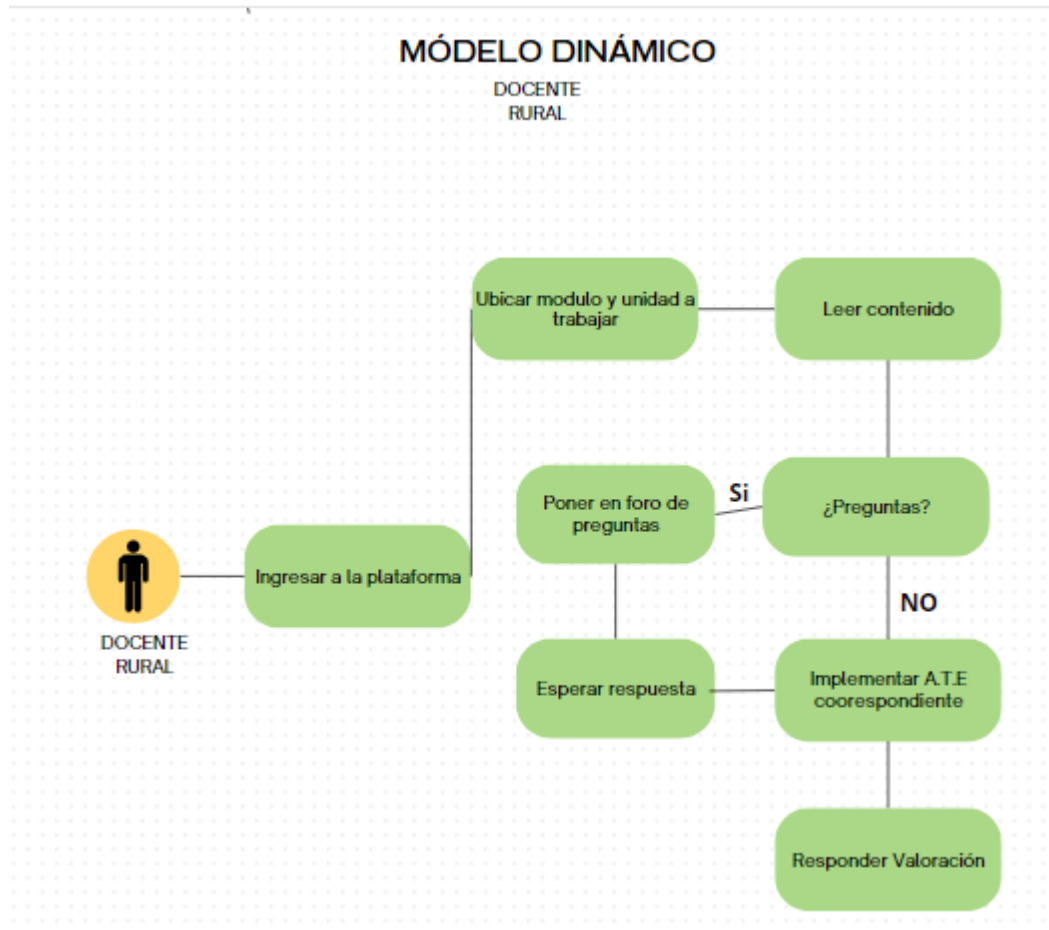 MÓDELO DINÁMICO
DOCENTE
RURAL
Ubicar modulo y unidad a
trabajar
Leer contenido
Poner en foro de
preguntas
Si
¿Preguntas?
Ingresar a la plataforma
NO
DOCENTE
RURAL
Esperar respuesta
Implementar A.T.E
coorespondiente
Responder Valoración